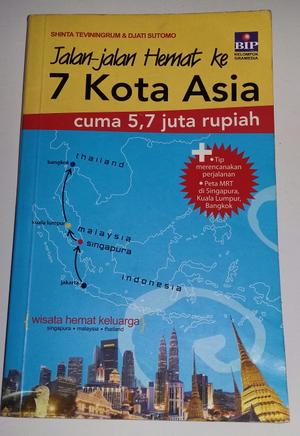 SHINTA TEVININGRUM & DJATI SUTOMO
BIP
KELOMPOK
GRAMEDIA
Jalan-jalan Hemat ke
7 Kota Asia
cuma 5,7 juta rupiah
+
• Tip
merencanakan
perjalanan
• Peta MRT
di Singapura,
Kuala Lumpur,
Bangkok
thailand
bangkok
kuala lumpur
malaysia
singapura
jakarta
indonesia
wisata hemat keluarga
singapura • malaysia • thailand